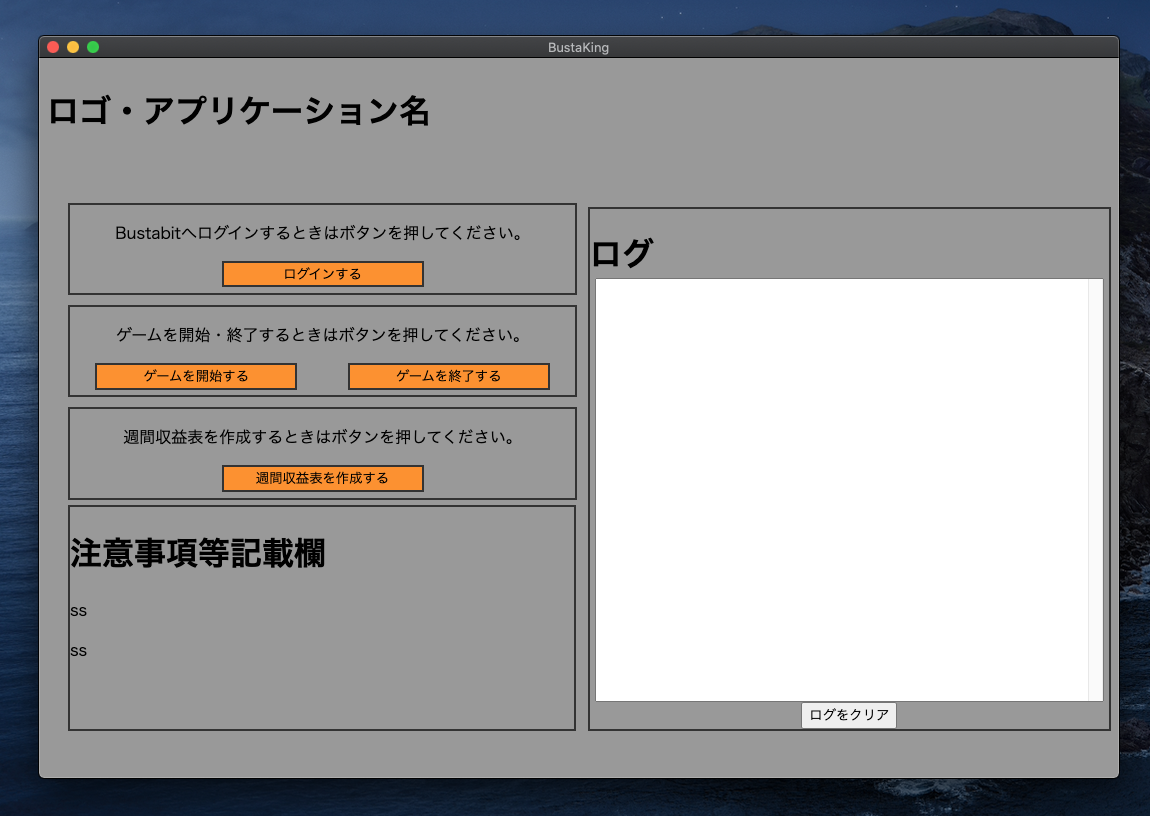 BustaKing
ロゴ・アプリケーション名
Bustabitへログインするときはボタンを押してください。
ログインする
ゲームを開始・終了するときはボタンを押してください。
ゲームを開始する
ゲームを終了する
週間収益表を作成するときはボタンを押してください。
週間収益表を作成する
注意事項等記載欄
ss
ss
ログ
ログをクリア